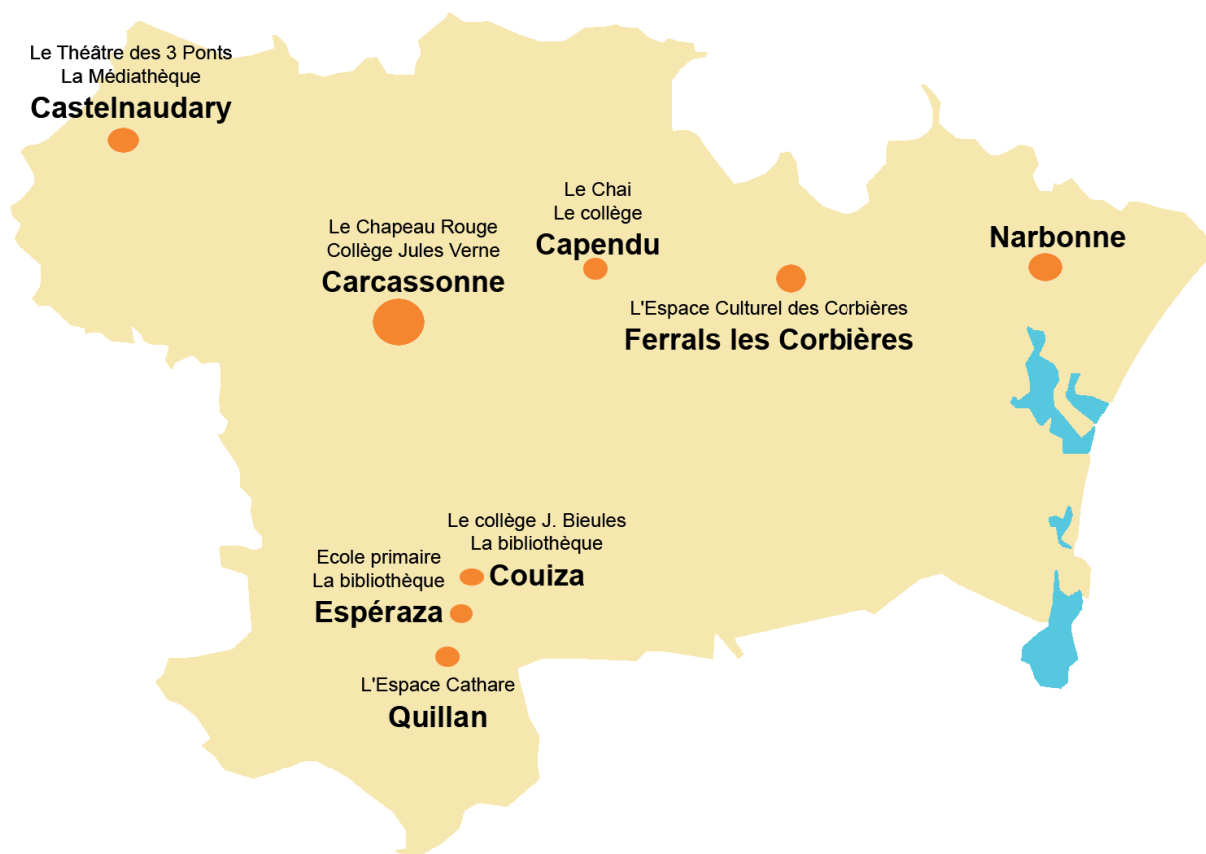 Le Théâtre des 3 Ponts
La Médiathèque
Castelnaudary
Le Chapeau Rouge
Collège Jules Verne
Carcassonne
Le Chai
Le collège
Capendu
L'Espace Culturel des Corbières
Ferrals les Corbières
Narbonne
Le collège J. Bieules
La bibliothèque
Couiza
Ecole primaire
La bibliothèque
Espéraza
L'Espace Cathare
Quillan